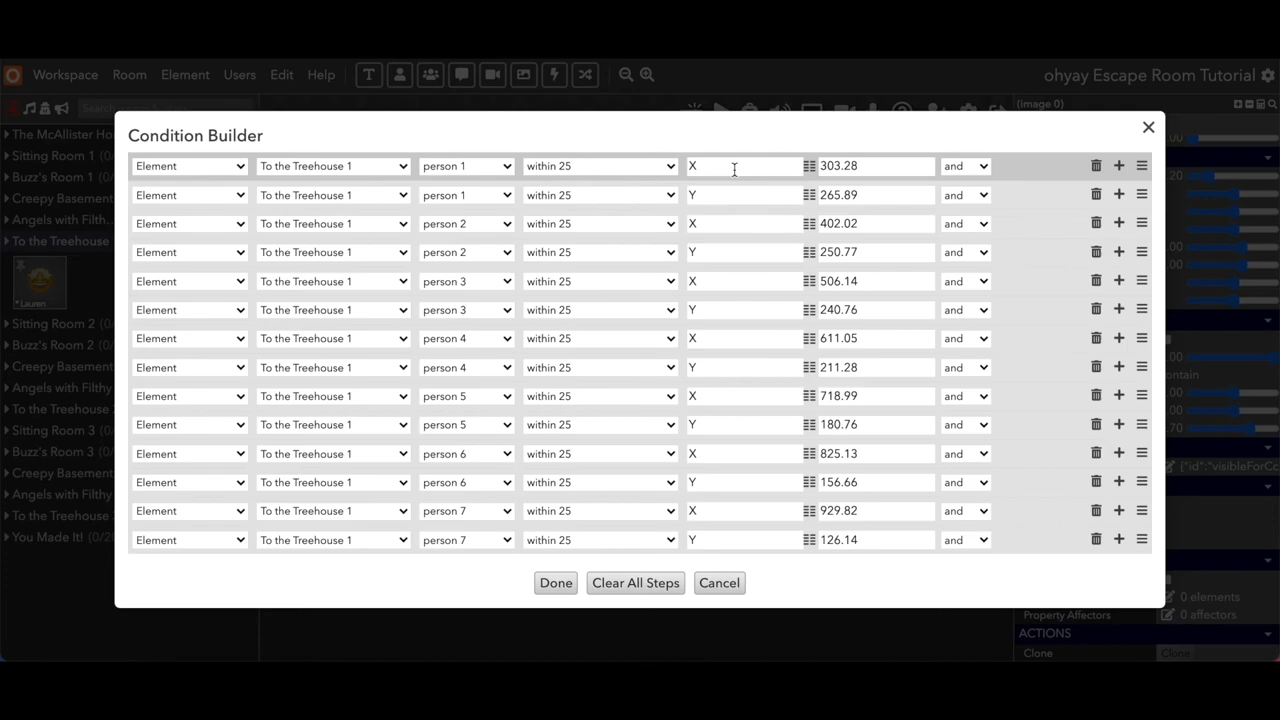 Workspace Room Element Users Edit Help T ohyay Escape Room Tutorial
(image 0)
Condition Builder
The McAllister Ho
Element To the Treehouse 1 person 1 within 25 X 303.28 and
Sitting Room 1
Buzz's Room 1
Element To the Treehouse 1 person 1 within 25 Y 265.89 and
Creepy Basement
Angels with Filth..
Element To the Treehouse 1 person 2 within 25 X 402.02 and
To the Treehouse
Element To the Treehouse 1 person 2 within 25 Y 250.77 and
Element To the Treehouse 1 person 3 within 25 X 506.14 and
* Lauren
Element To the Treehouse 1 person 3 within 25 Y 240.76 and
Sitting Room 2 (0/
Element To the Treehouse 1 person 4 within 25 X 611.05 and
Buzz's Room 2 (0/
Element To the Treehouse 1 person 4 within 25 Y 211.28 and
Creepy Basement
ontain
Angels with Filthy
Element To the Treehouse 1 person 5 within 25 X 718.99 and
To the Treehouse
Element To the Treehouse 1 person 5 within 25 Y 180.76 and
Sitting Room 3 (0/
Buzz's Room 3 (0/
Element To the Treehouse 1 person 6 within 25 X 825.13 and
Creepy Basement
{"id":"visibleForCo
Element To the Treehouse 1 person 6 within 25 Y 156.66 and
Angels with Filthy
Element To the Treehouse 1 person 7 within 25 X 929.82 and
To the Treehouse
You Made It! (0/2
Element To the Treehouse 1 person 7 within 25 Y 126.14 and
Done Clear All Steps Cancel
0 elements
Property Affectors 0 affectors
ACTIONS
Clone Clone